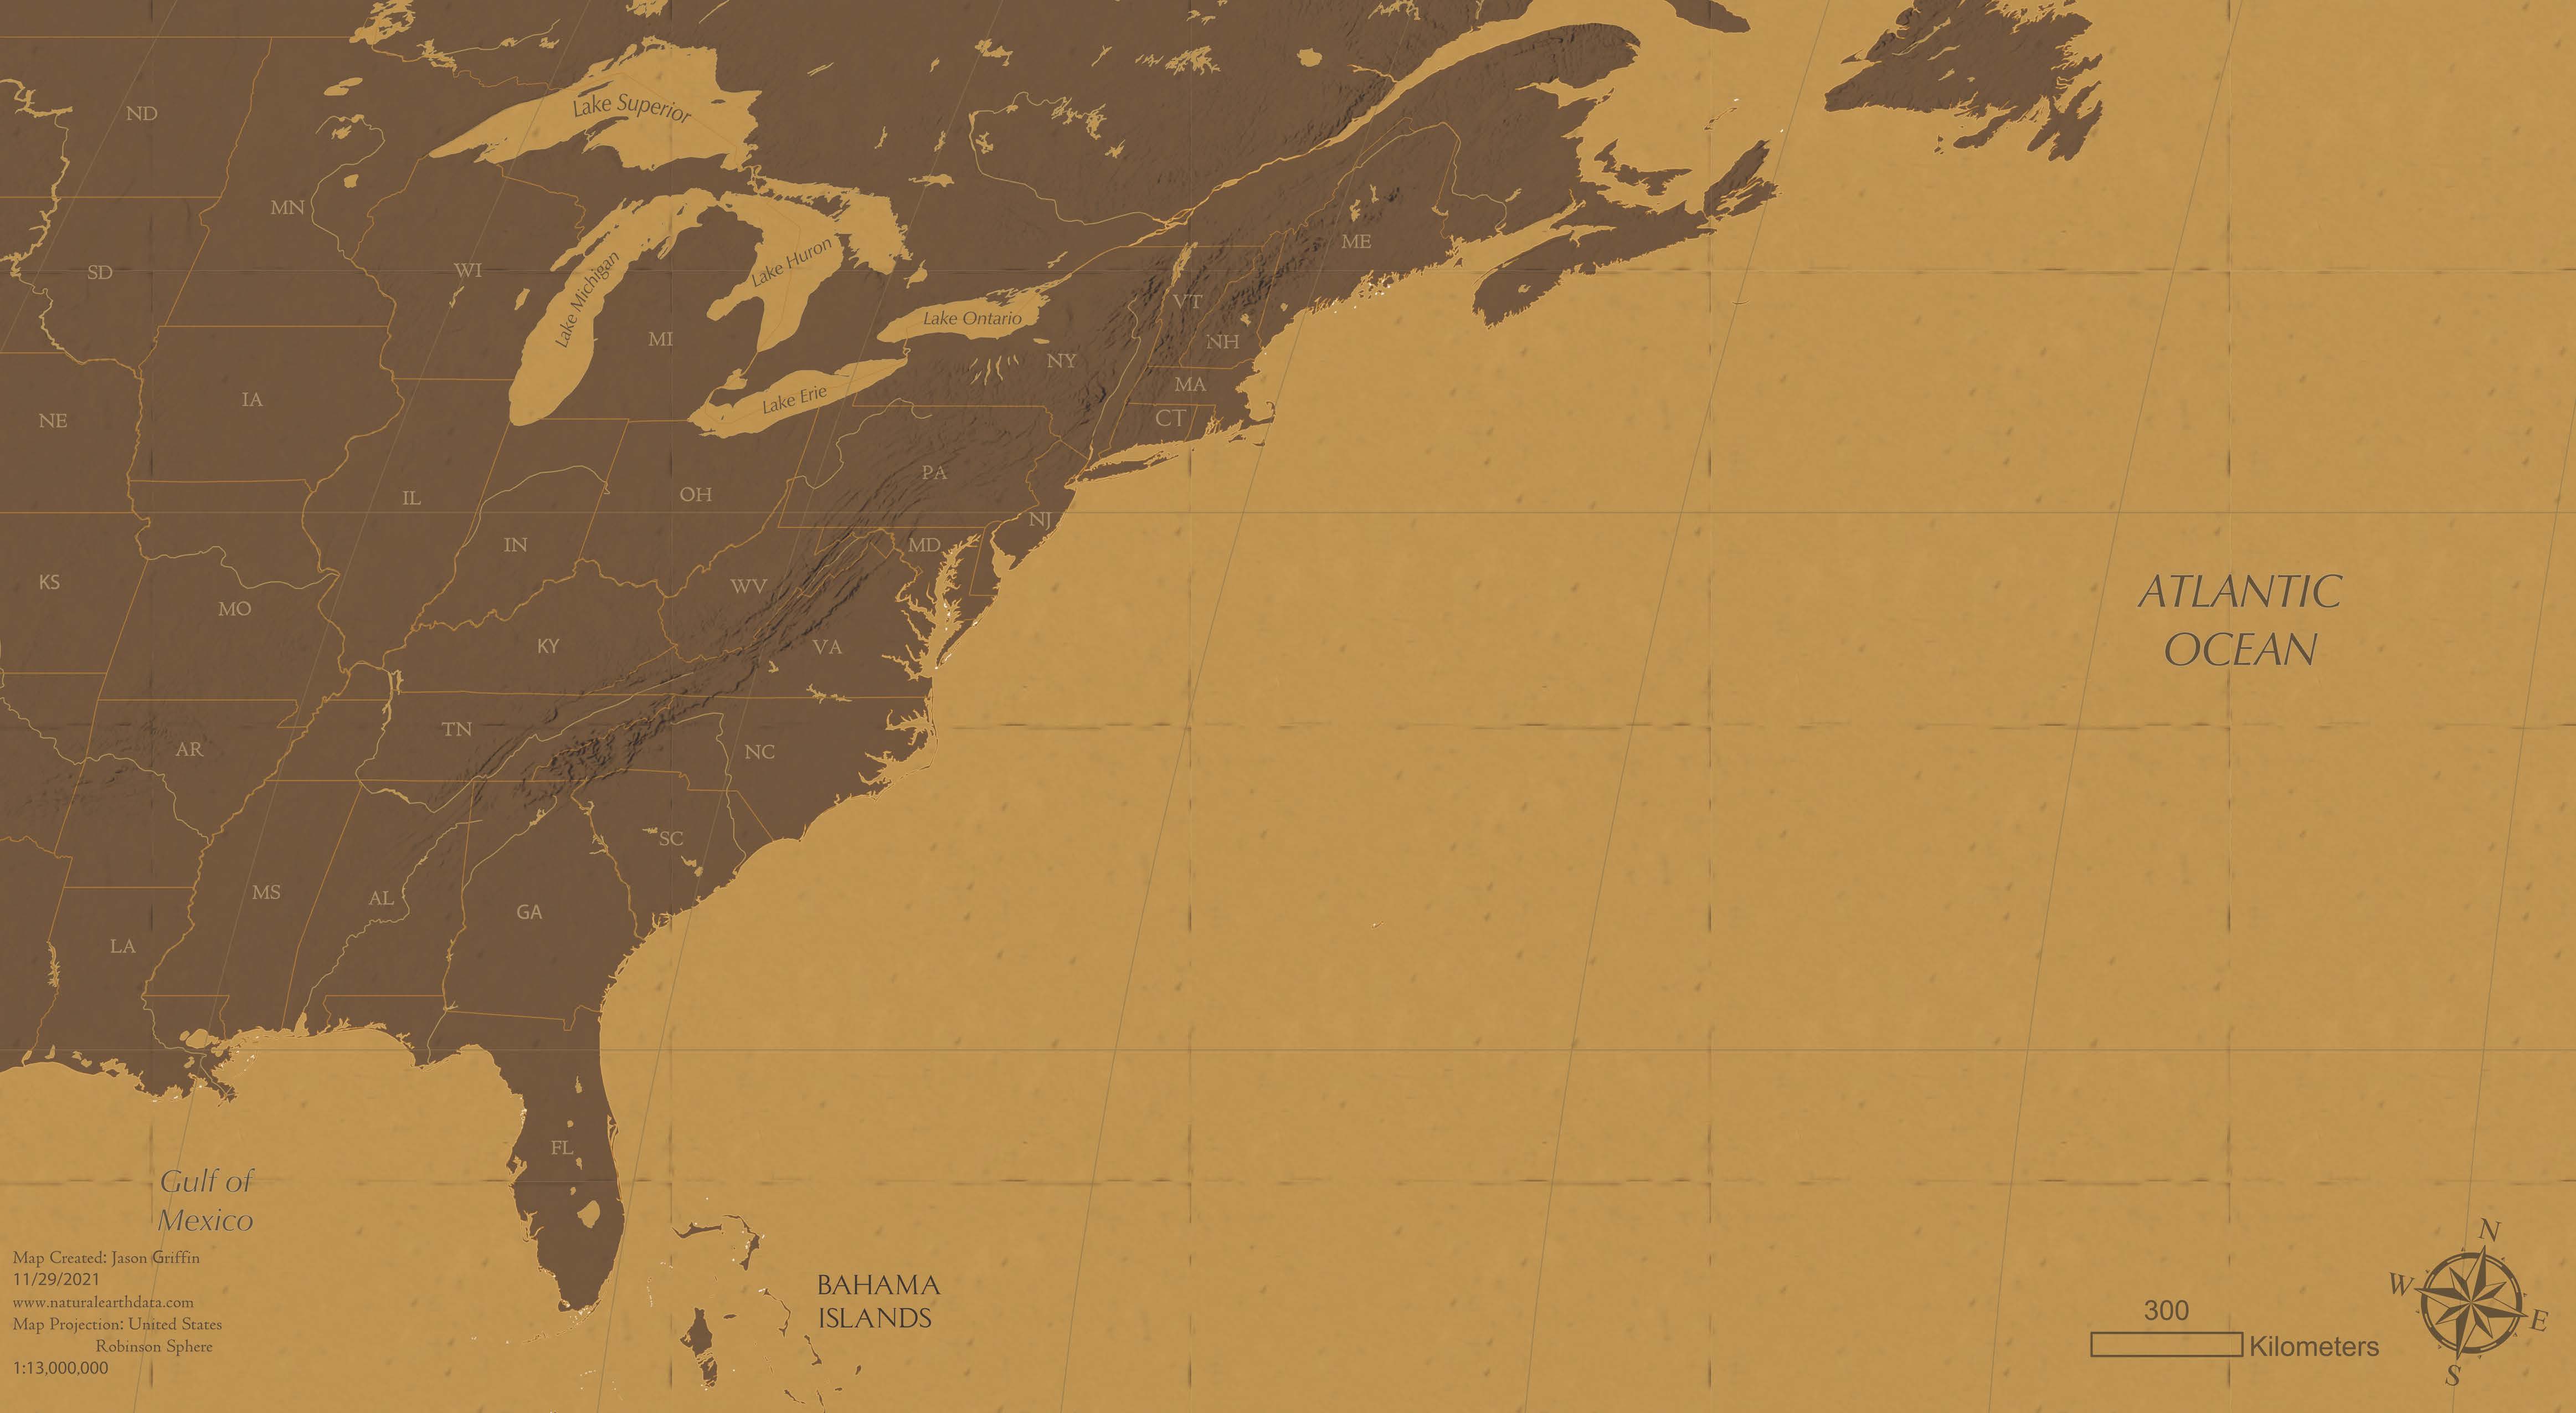 Lake Superior
ND
MN
ME
SD
WI
Lake Michigan
Lake Huron
VT
Lake Ontario
MI
NH
NY
MA
Lake Erie
IA
CT
NE
PA
OH
IL
NJ
IN
MD
KS
WV
MO
KY
VA
ATLANTIC
OCEAN
TN
AR
NC
SC
MS
AL
GA
LA
FL
Gulf of
Mexico
BAHAMA
ISLANDS
Map Created: Jason Griffin
11/29/2021
www.naturalearthdata.com
Map Projection: United States
Robinson Sphere
1:13,000,000
300
Kilometers
N
W
E
S